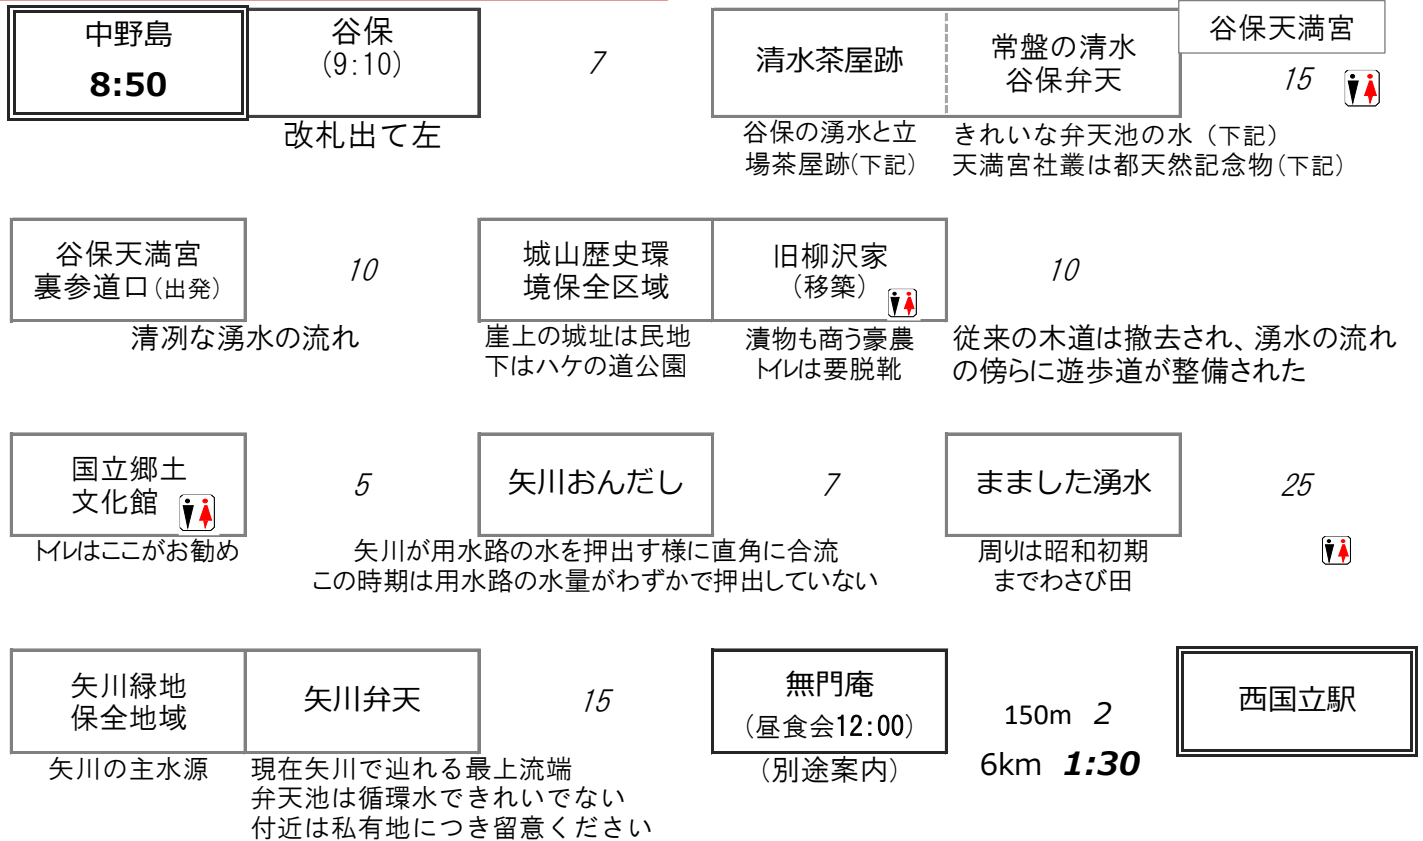 中野島
8:50
谷保
(9:10)
改札出て左
7
清水茶屋跡
谷保の湧水と立
場茶屋跡(下記)
常盤の清水
谷保弁天
きれいな弁天池の水（下記）
天満宮社叢は都天然記念物(下記)
谷保天満宮
15
谷保天満宮
裏参道口(出発)
10
清冽な湧水の流れ
城山歴史環
境保全区域
崖上の城址は民地
下はハケの道公園
旧柳沢家
(移築)
漬物も商う豪農
トイレは要脱靴
10
従来の木道は撤去され、湧水の流れ
の傍らに遊歩道が整備された
国立郷土
文化館
トイレはここがお勧め
5
矢川おんだし
7
矢川が用水路の水を押出す様に直角に合流
この時期は用水路の水量がわずかで押出していない
まました湧水
周りは昭和初期
までわさび田
25
矢川緑地
保全地域
矢川の主水源
矢川弁天
現在矢川で辿れる最上流端
弁天池は循環水できれいでない
付近は私有地につき留意ください
15
無門庵
(昼食会12:00)
(別途案内)
150m 2
6km 1:30
西国立駅